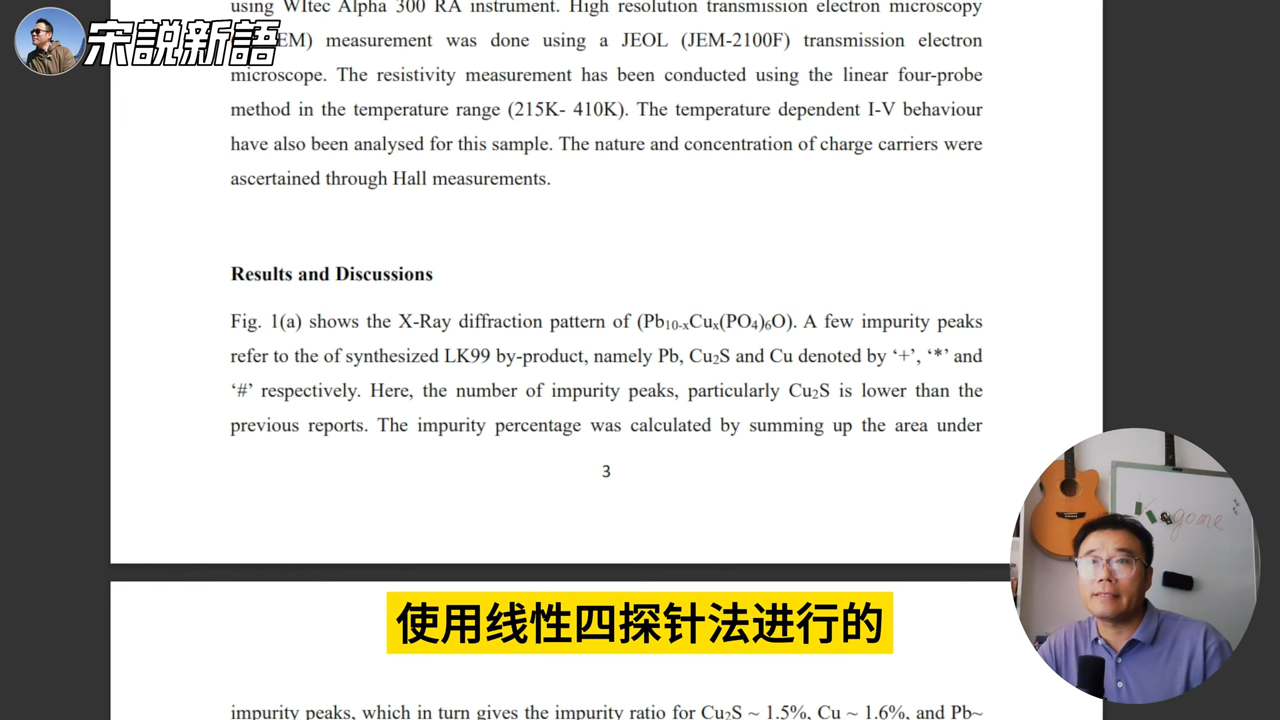 宋説新語
using WItec Alpha 300 RA instrument. High resolution transmission electron microscopy
EM) measurement was done using a JEOL (JEM-2100F) transmission electron
microscope. The resistivity measurement has been conducted using the linear four-probe
method in the temperature range (215K- 410K). The temperature dependent I-V behaviour
have also been analysed for this sample. The nature and concentration of charge carriers were
ascertained through Hall measurements.
Results and Discussions
Fig. 1(a) shows the X-Ray diffraction pattern of (Pb₁₀₋ₓCuₓ(PO₄)₆O). A few impurity peaks
refer to the of synthesized LK99 by-product, namely Pb, Cu₂S and Cu denoted by ‘+’, ‘*’ and
‘#’ respectively. Here, the number of impurity peaks, particularly Cu₂S is lower than the
previous reports. The impurity percentage was calculated by summing up the area under
3
使用线性四探针法进行的
impurity peaks, which in turn gives the impurity ratio for Cu₂S ~ 1.5%, Cu ~ 1.6%, and Pb~